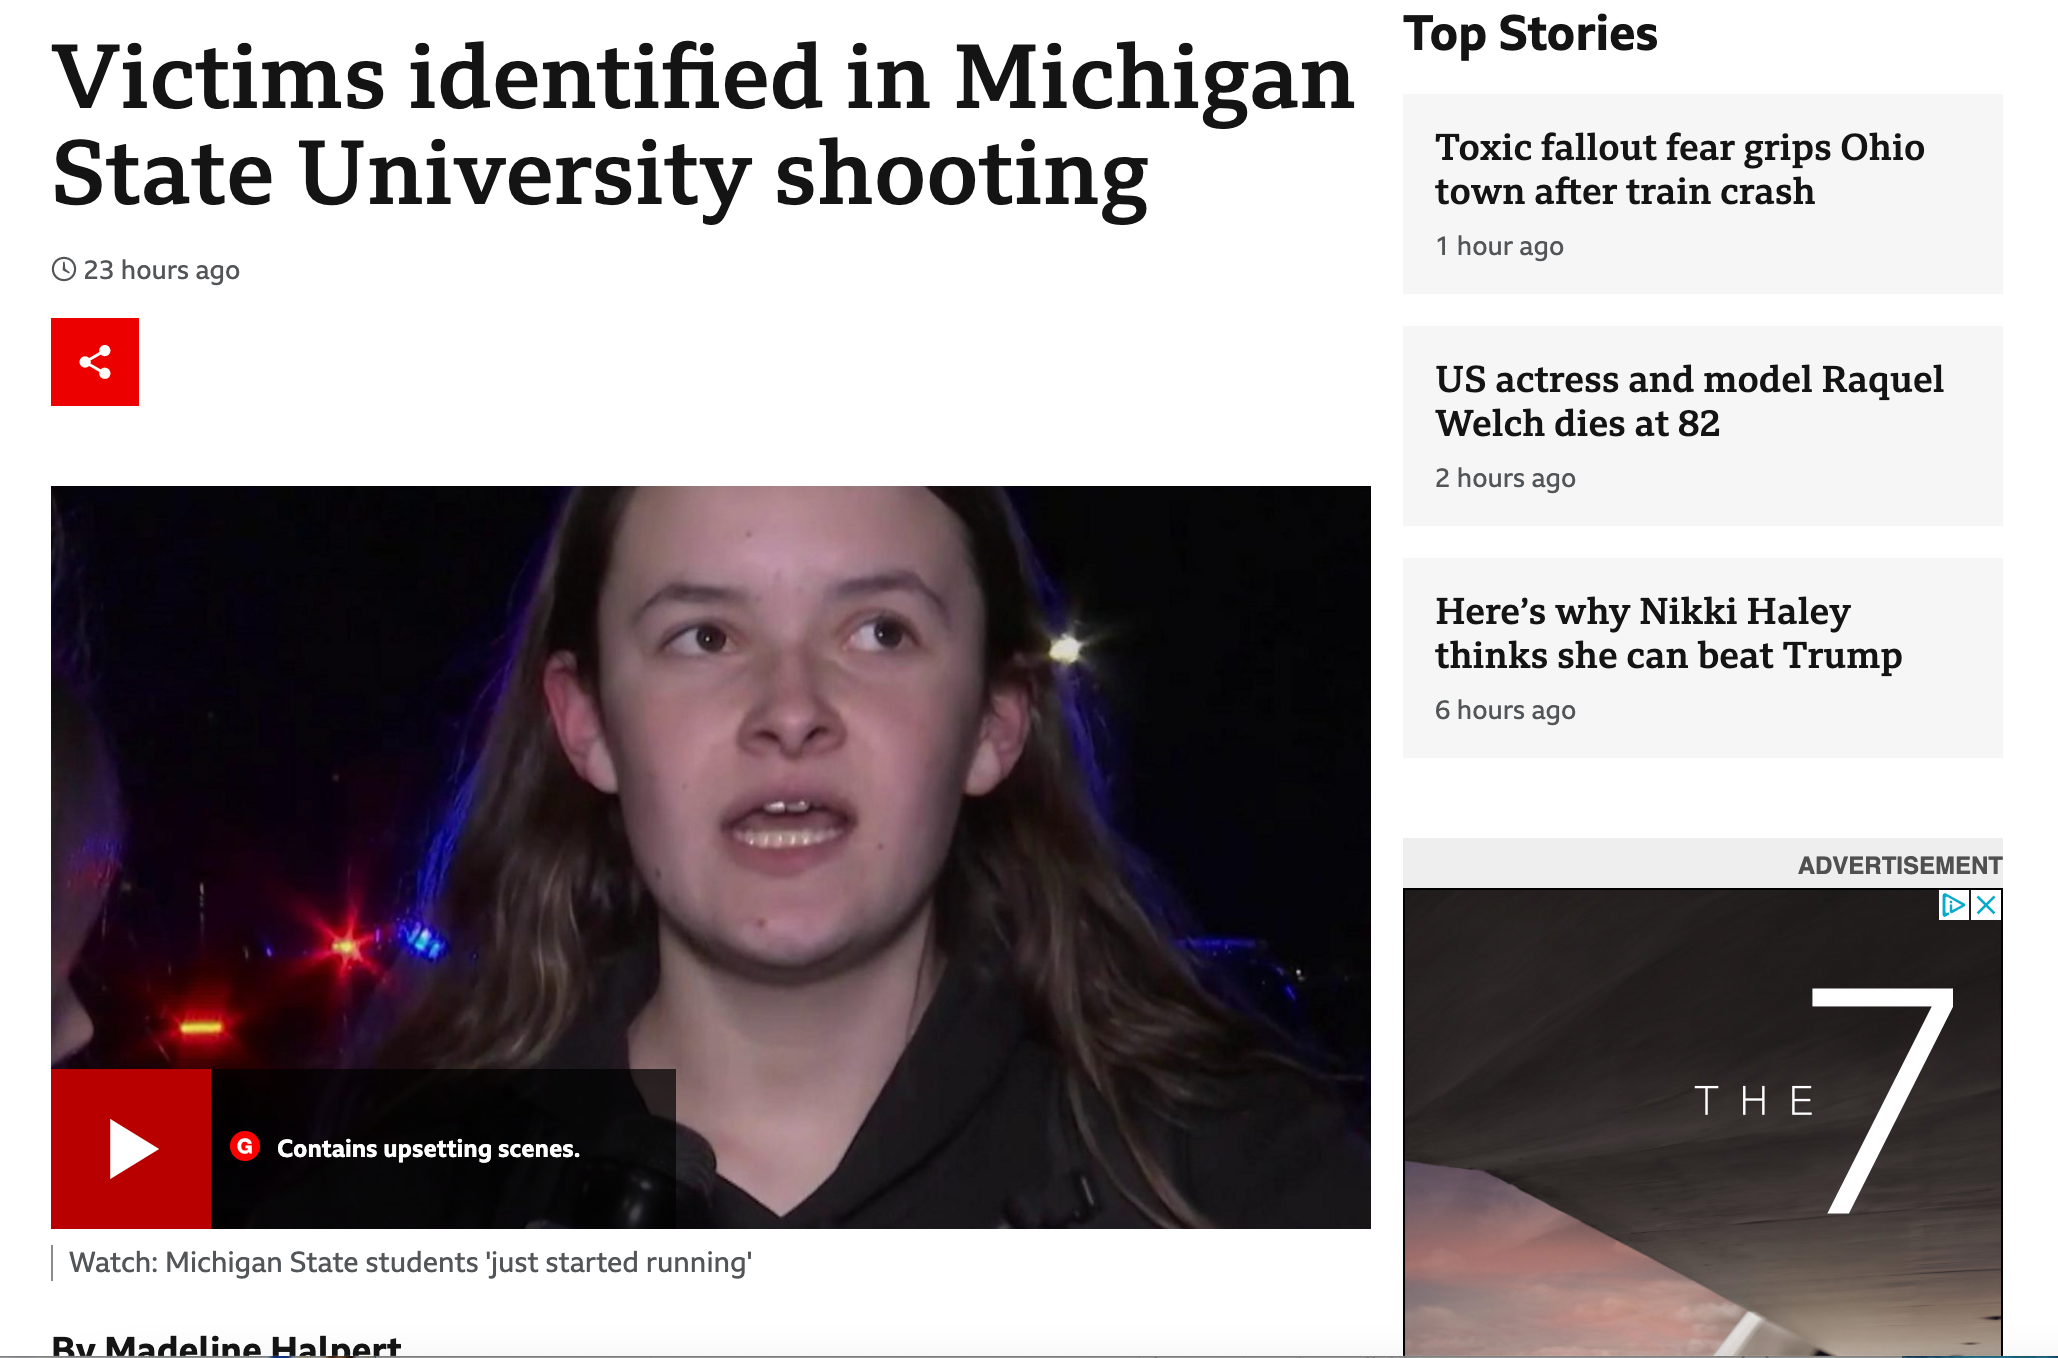 Victims identified in Michigan
State University shooting
23 hours ago
G Contains upsetting scenes.
Watch: Michigan State students 'just started running'
By Madeline Halpert
Top Stories
Toxic fallout fear grips Ohio
town after train crash
1 hour ago
US actress and model Raquel
Welch dies at 82
2 hours ago
Here’s why Nikki Haley
thinks she can beat Trump
6 hours ago
ADVERTISEMENT
THE 7